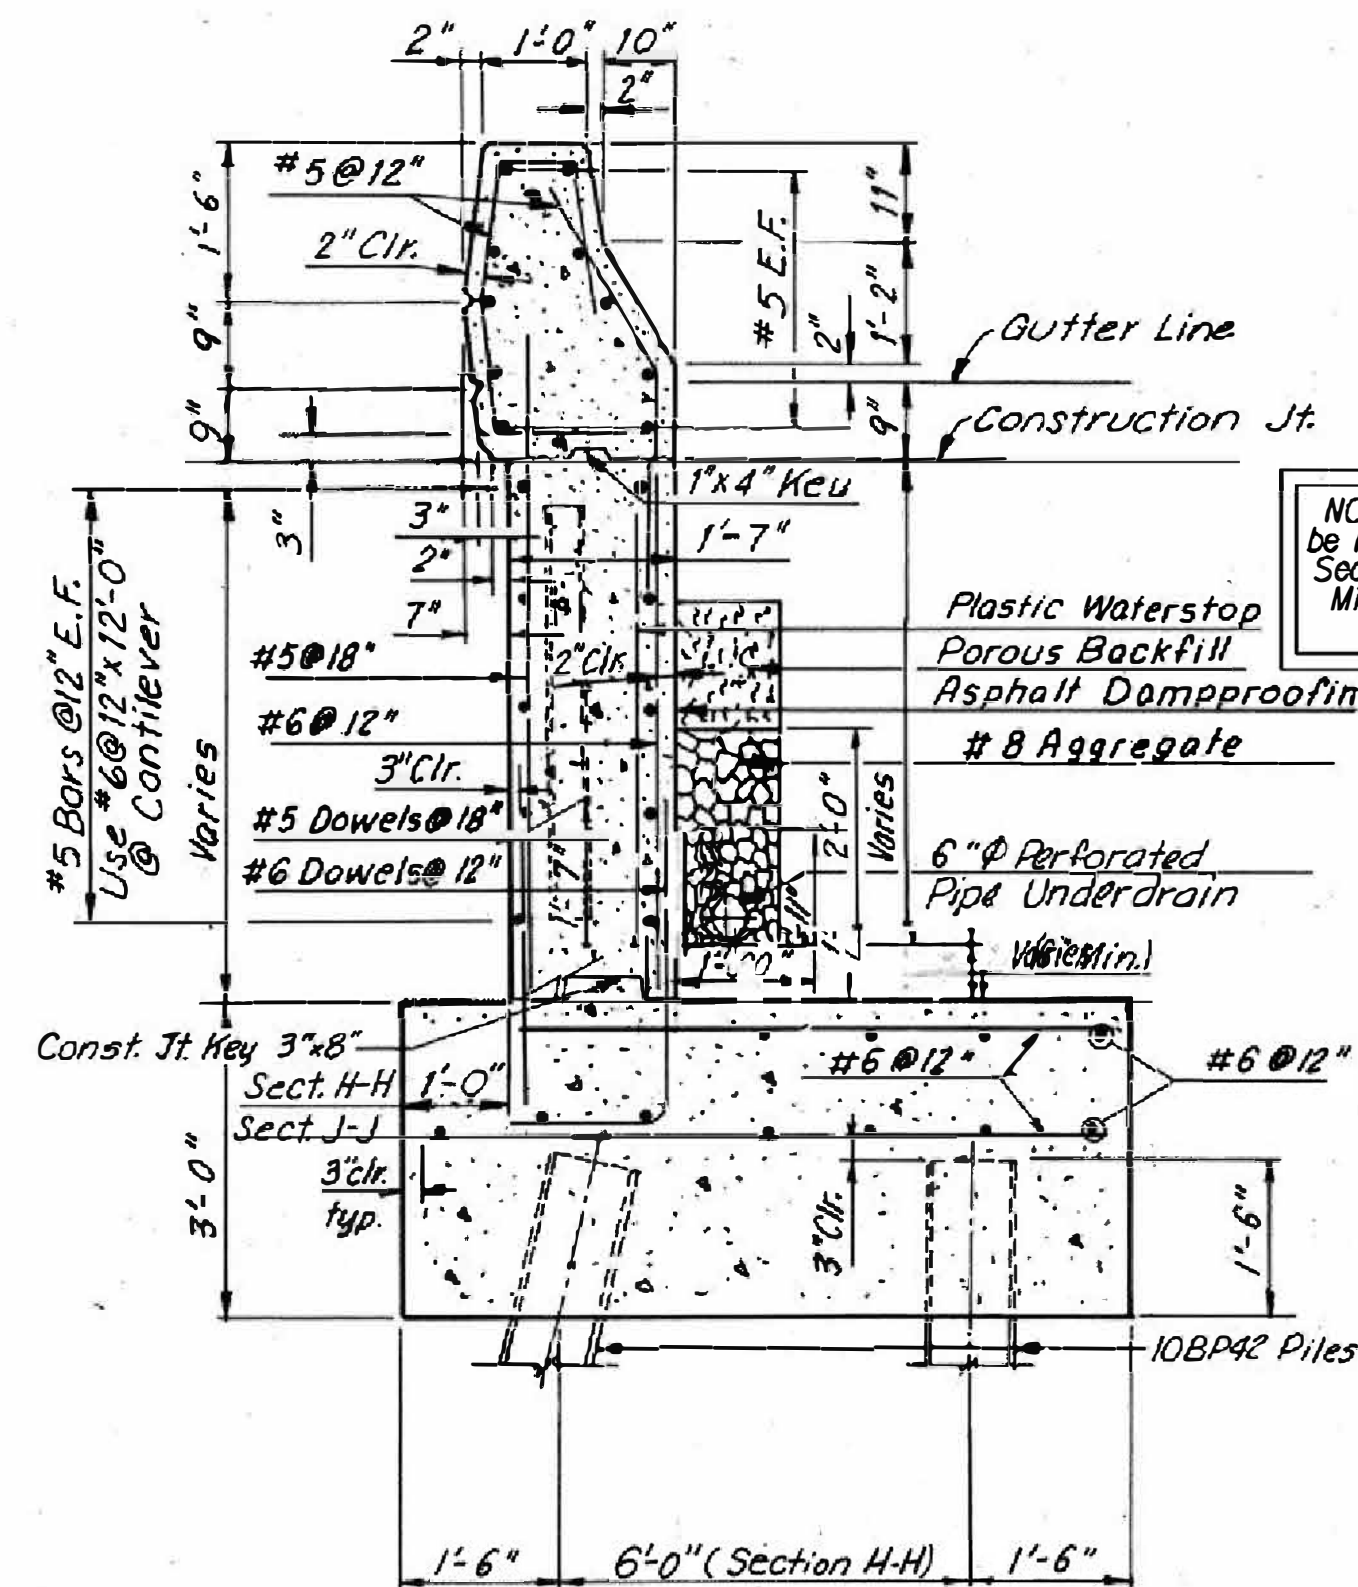 2" 1'-0" 10"
2"
#5@12"
2" Clr.
1'-6"
9"
9"
3"
#5 E.F.
11"
1'-2"
2"
9"
Gutter Line
Construction Jt.
1"x4" Key
3"
2"
7"
1'-7"
#5 Bars @12" E.F.
Use #6@12"x12'-0"
@ Cantilever
Varies
#5@18"
2" Clr.
#6@12"
3" Clr.
#5 Dowels@18"
#6 Dowels@12"
1'-7"
NO
be
Sec
Plastic Waterstop
Porous Backfill
Asphalt Dampproofin
#8 Aggregate
2'-0"
Varies
6"Φ Perforated
Pipe Underdrain
Const. Jt. Key 3"x8"
Sect. H-H
Sect. J-J
1'-0"
#6@12"
#6@12"
3"clr.
typ.
3'-0"
3"Clr.
1'-6"
10BP42 Piles
1'-6" 6'-0" (Section H-H) 1'-6"